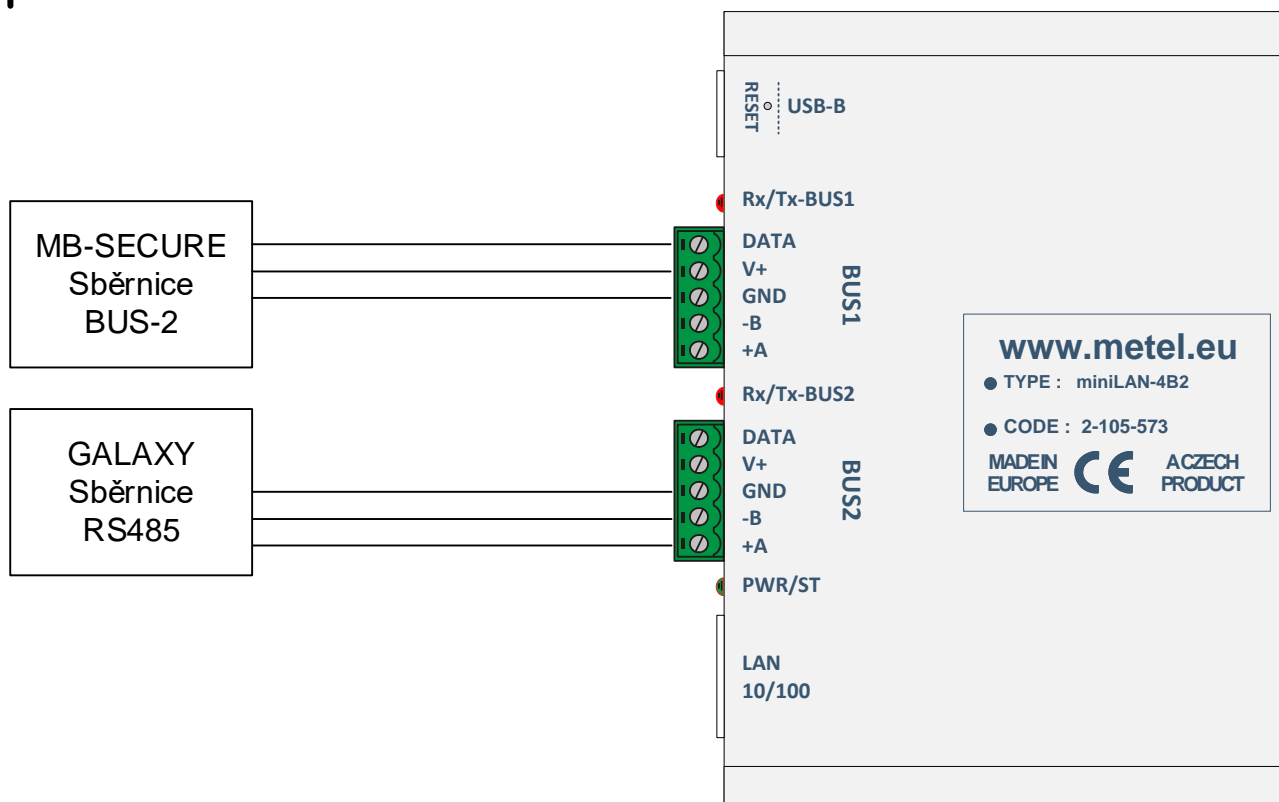 MB-SECURE
Sběrnice
BUS-2
GALAXY
Sběrnice
RS485
RESET
USB-B
Rx/Tx-BUS1
DATA
V+
GND
-B
+A
BUS1
Rx/Tx-BUS2
DATA
V+
GND
-B
+A
BUS2
PWR/ST
LAN
10/100
www.metel.eu
TYPE : miniLAN-4B2
CODE : 2-105-573
MADE IN
EUROPE
CE
A CZECH
PRODUCT